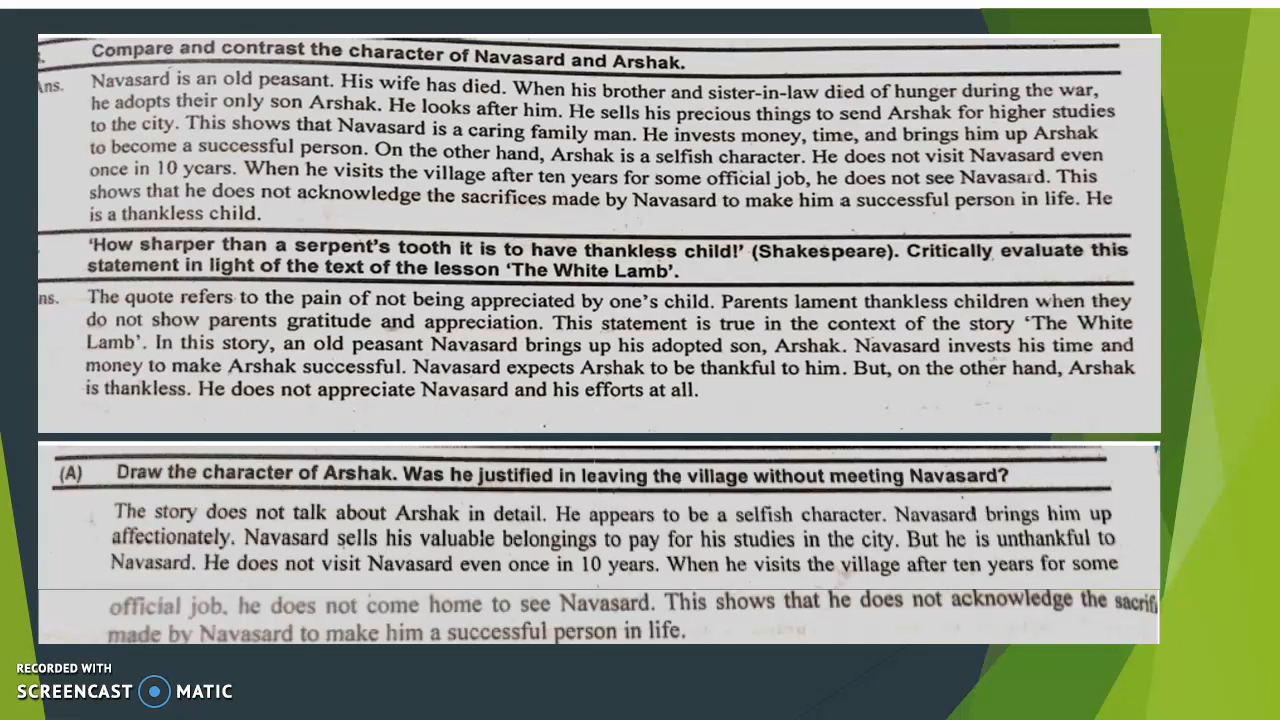 Compare and contrast the character of Navasard and Arshak.
Ans. Navasard is an old peasant. His wife has died. When his brother and sister-in-law died of hunger during the war,
he adopts their only son Arshak. He looks after him. He sells his precious things to send Arshak for higher studies
to the city. This shows that Navasard is a caring family man. He invests money, time, and brings him up Arshak
to become a successful person. On the other hand, Arshak is a selfish character. He does not visit Navasard even
once in 10 years. When he visits the village after ten years for some official job, he does not see Navasard. This
shows that he does not acknowledge the sacrifices made by Navasard to make him a successful person in life. He
is a thankless child.
'How sharper than a serpent's tooth it is to have thankless child!' (Shakespeare). Critically evaluate this
statement in light of the text of the lesson 'The White Lamb'.
ns. The quote refers to the pain of not being appreciated by one's child. Parents lament thankless children when they
do not show parents gratitude and appreciation. This statement is true in the context of the story 'The White
Lamb'. In this story, an old peasant Navasard brings up his adopted son, Arshak. Navasard invests his time and
money to make Arshak successful. Navasard expects Arshak to be thankful to him. But, on the other hand, Arshak
is thankless. He does not appreciate Navasard and his efforts at all.
(A) Draw the character of Arshak. Was he justified in leaving the village without meeting Navasard?
The story does not talk about Arshak in detail. He appears to be a selfish character. Navasard brings him up
affectionately. Navasard sells his valuable belongings to pay for his studies in the city. But he is unthankful to
Navasard. He does not visit Navasard even once in 10 years. When he visits the village after ten years for some
official job, he does not come home to see Navasard. This shows that he does not acknowledge the sacrif
made by Navasard to make him a successful person in life.
RECORDED WITH
SCREENCAST MATIC